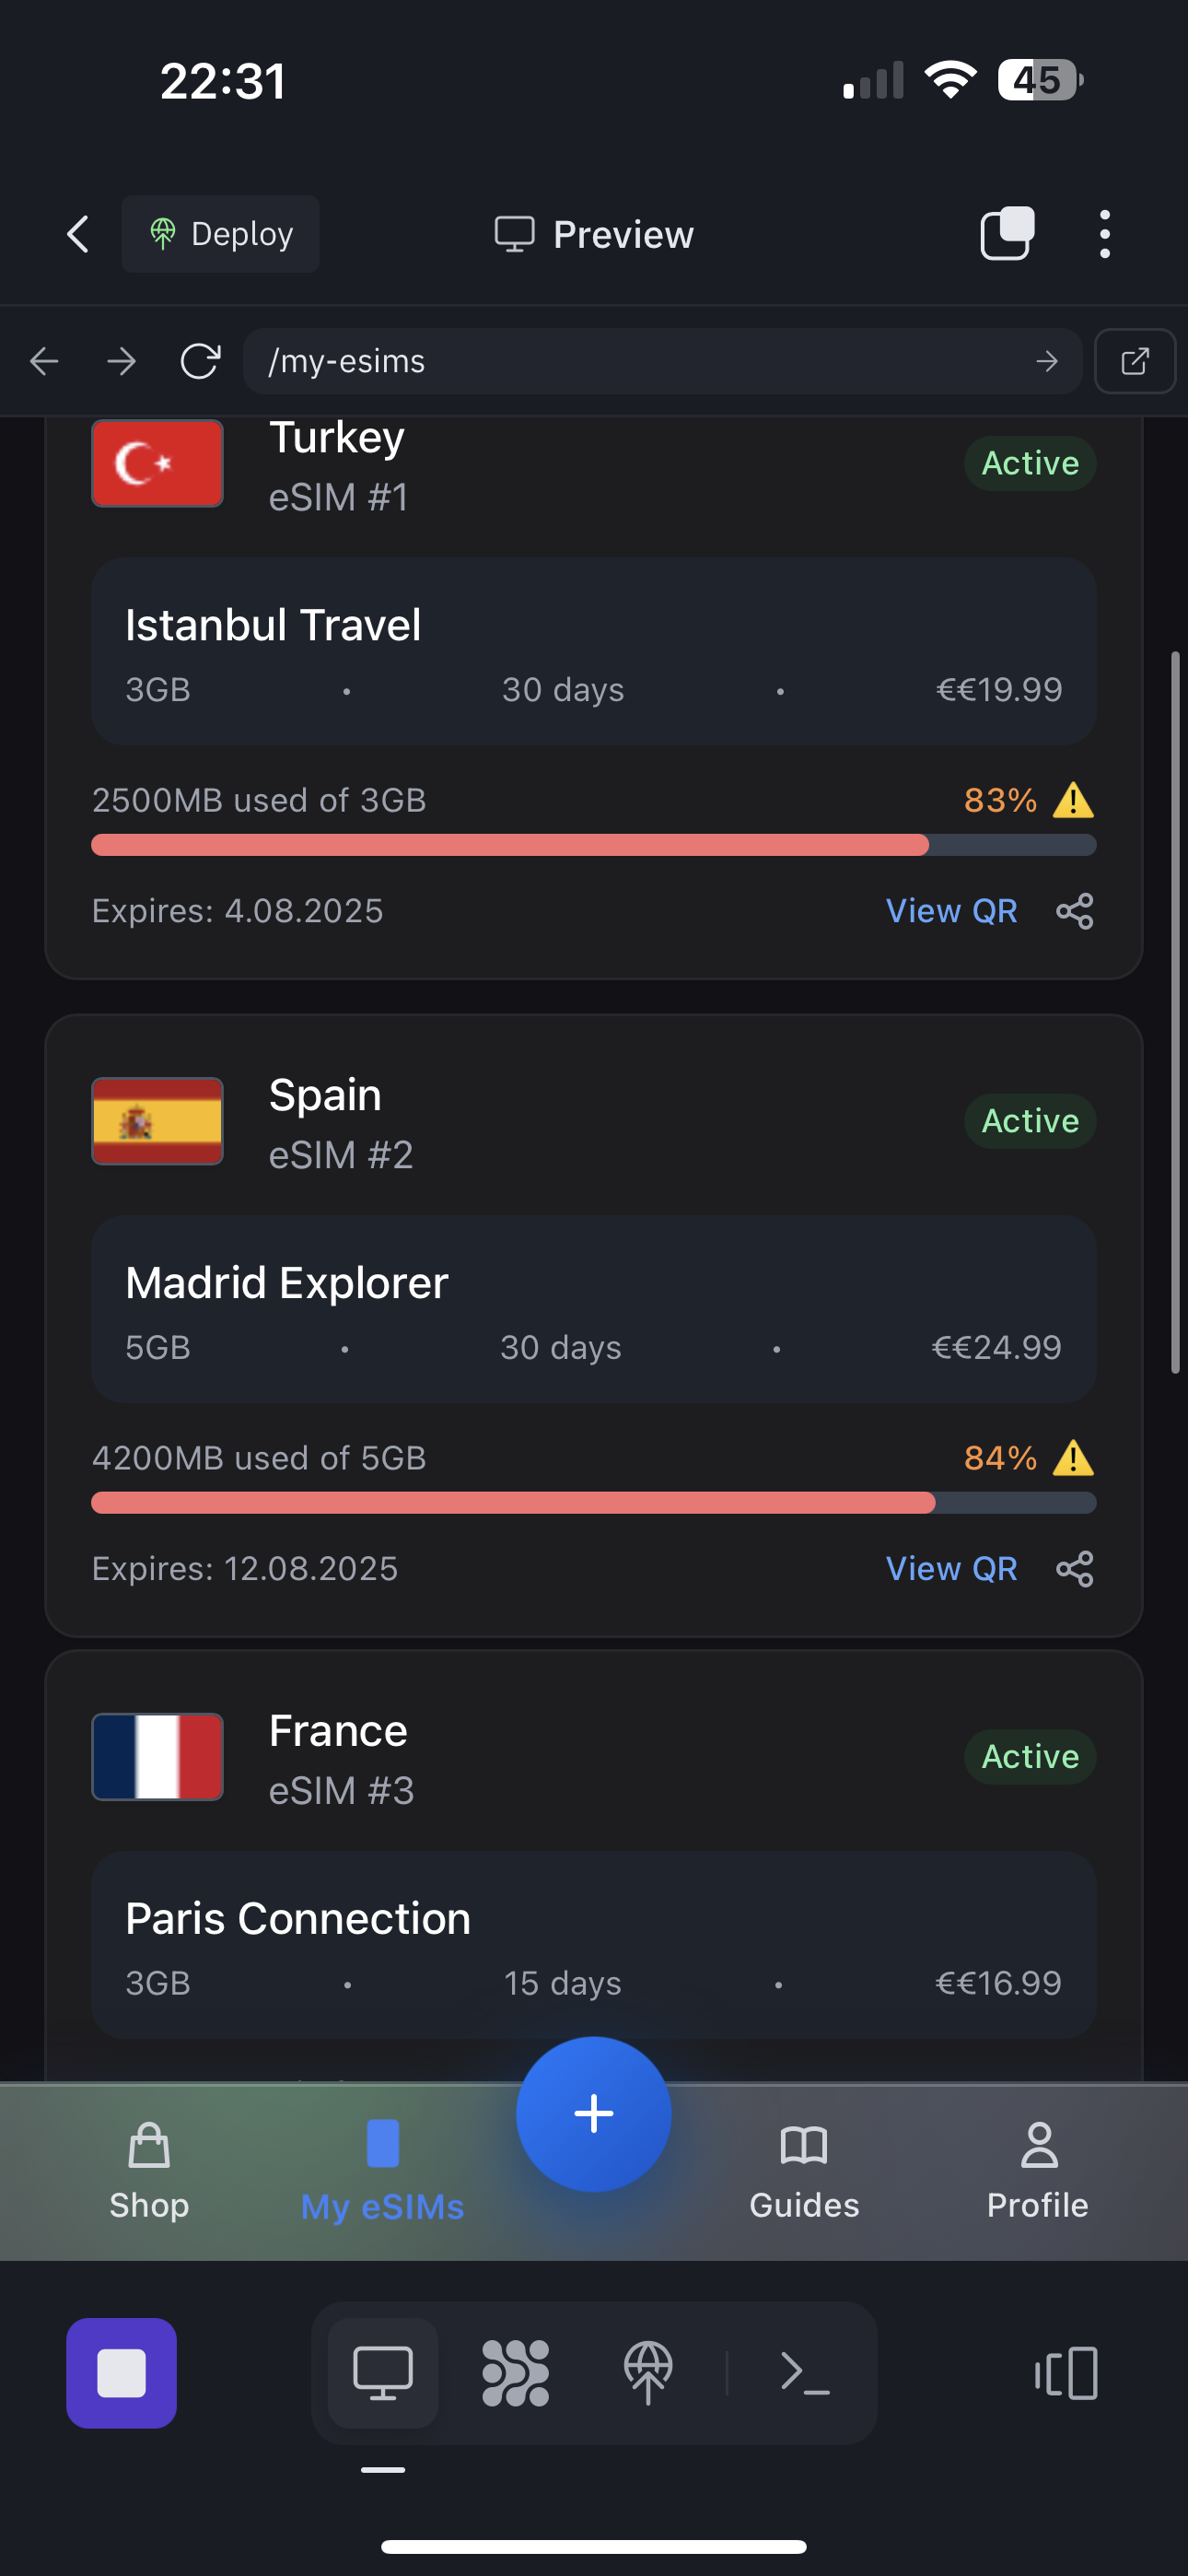 22:31
45
Deploy
Preview
/my-esims
Turkey
eSIM #1
Active
Istanbul Travel
3GB • 30 days • €€19.99
2500MB used of 3GB 83%
Expires: 4.08.2025 View QR
Spain
eSIM #2
Active
Madrid Explorer
5GB • 30 days • €€24.99
4200MB used of 5GB 84%
Expires: 12.08.2025 View QR
France
eSIM #3
Active
Paris Connection
3GB • 15 days • €€16.99
Shop My eSIMs Guides Profile